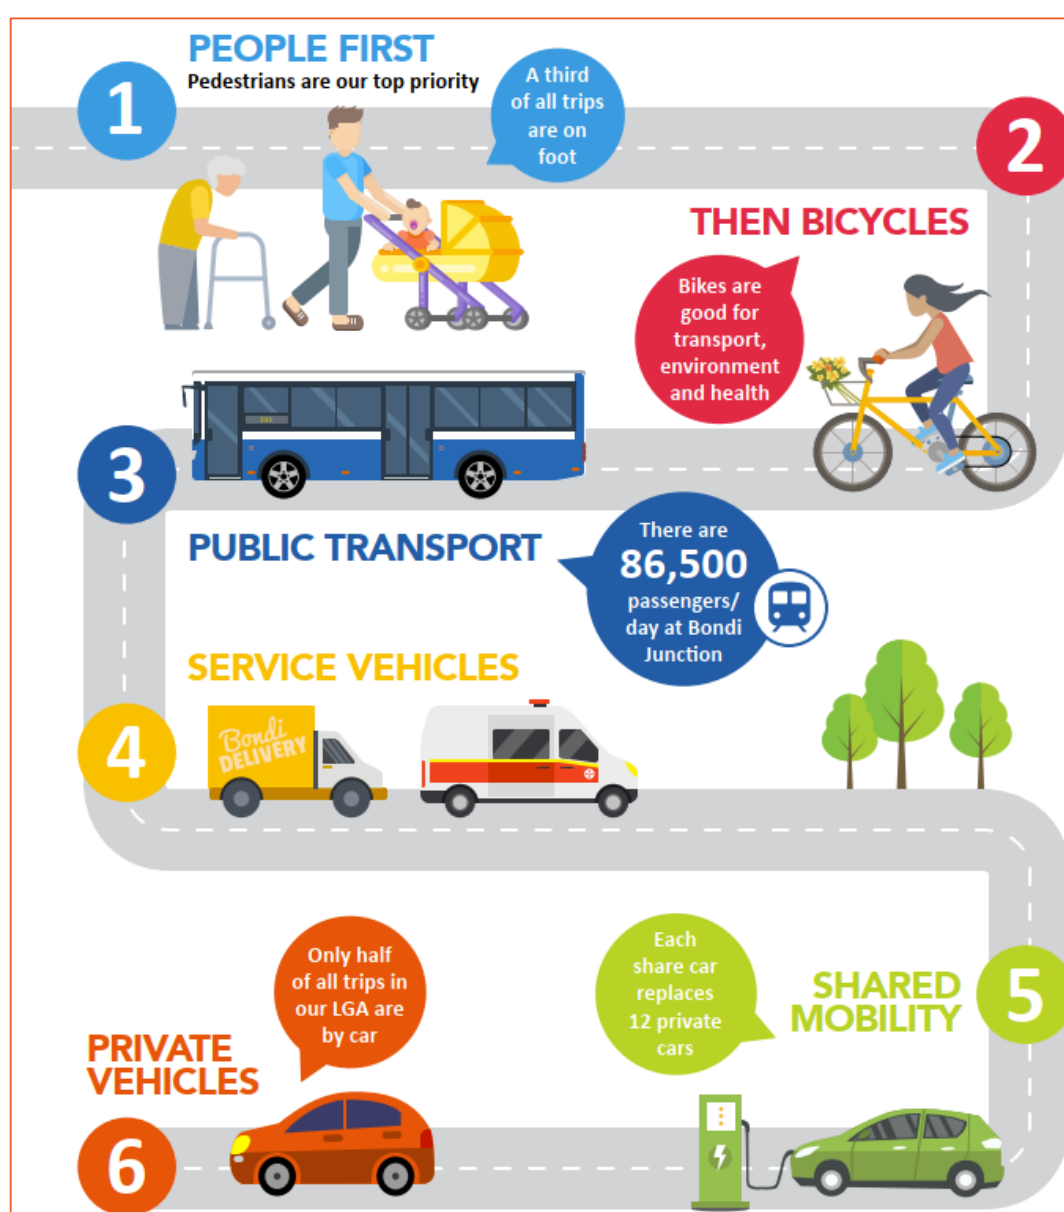 1
PEOPLE FIRST
Pedestrians are our top priority
A third
of all trips
are on
foot
2
THEN BICYCLES
Bikes are
good for
transport,
environment
and health
3
PUBLIC TRANSPORT
There are
86,500
passengers/
day at Bondi
Junction
SERVICE VEHICLES
4
Bondi
DELIVERY
5
SHARED
MOBILITY
Each
share car
replaces
12 private
cars
Only half
of all trips in
our LGA are
by car
PRIVATE
VEHICLES
6